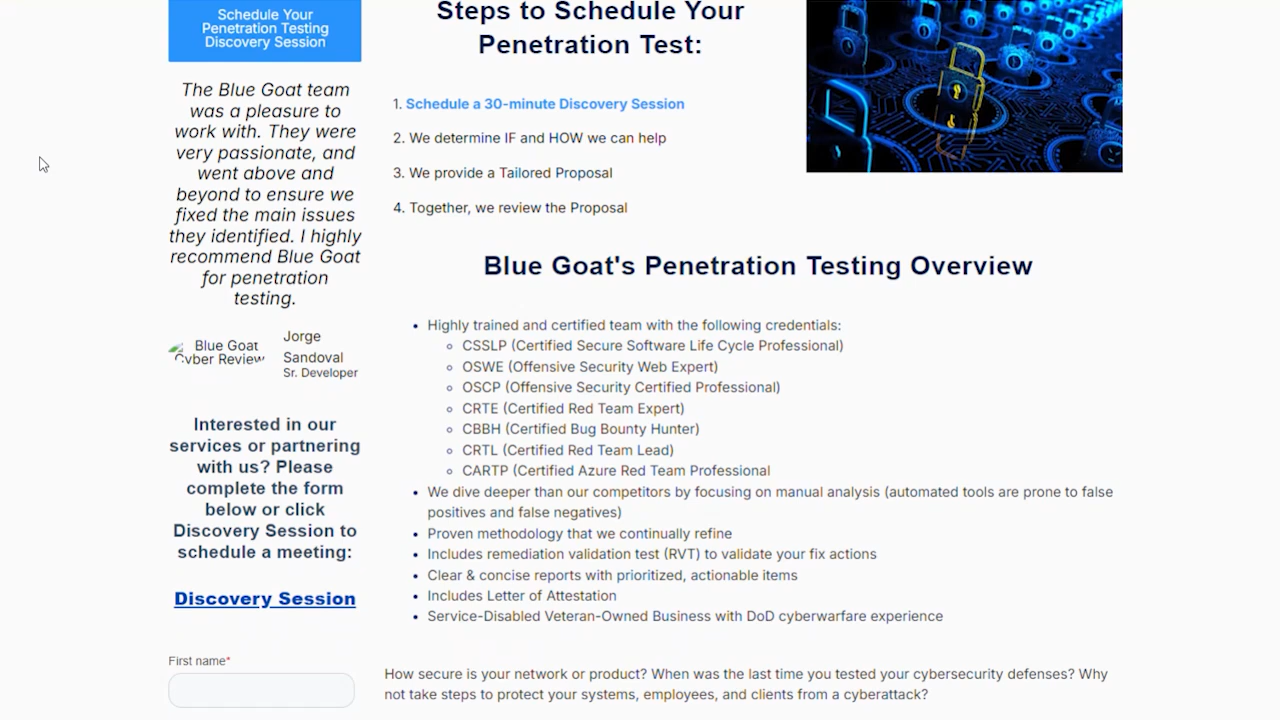 Schedule Your
Penetration Testing
Discovery Session
The Blue Goat team
was a pleasure to
work with. They were
very passionate, and
went above and
beyond to ensure we
fixed the main issues
they identified. I highly
recommend Blue Goat
for penetration
testing.
Blue Goat
Cyber Review
Jorge
Sandoval
Sr. Developer
Interested in our
services or partnering
with us? Please
complete the form
below or click
Discovery Session to
schedule a meeting:
Discovery Session
First name*
Steps to Schedule Your
Penetration Test:
1. Schedule a 30-minute Discovery Session
2. We determine IF and HOW we can help
3. We provide a Tailored Proposal
4. Together, we review the Proposal
Blue Goat's Penetration Testing Overview
• Highly trained and certified team with the following credentials:
◦ CSSLP (Certified Secure Software Life Cycle Professional)
◦ OSWE (Offensive Security Web Expert)
◦ OSCP (Offensive Security Certified Professional)
◦ CRTE (Certified Red Team Expert)
◦ CBBH (Certified Bug Bounty Hunter)
◦ CRTL (Certified Red Team Lead)
◦ CARTP (Certified Azure Red Team Professional
• We dive deeper than our competitors by focusing on manual analysis (automated tools are prone to false
positives and false negatives)
• Proven methodology that we continually refine
• Includes remediation validation test (RVT) to validate your fix actions
• Clear & concise reports with prioritized, actionable items
• Includes Letter of Attestation
• Service-Disabled Veteran-Owned Business with DoD cyberwarfare experience
How secure is your network or product? When was the last time you tested your cybersecurity defenses? Why
not take steps to protect your systems, employees, and clients from a cyberattack?